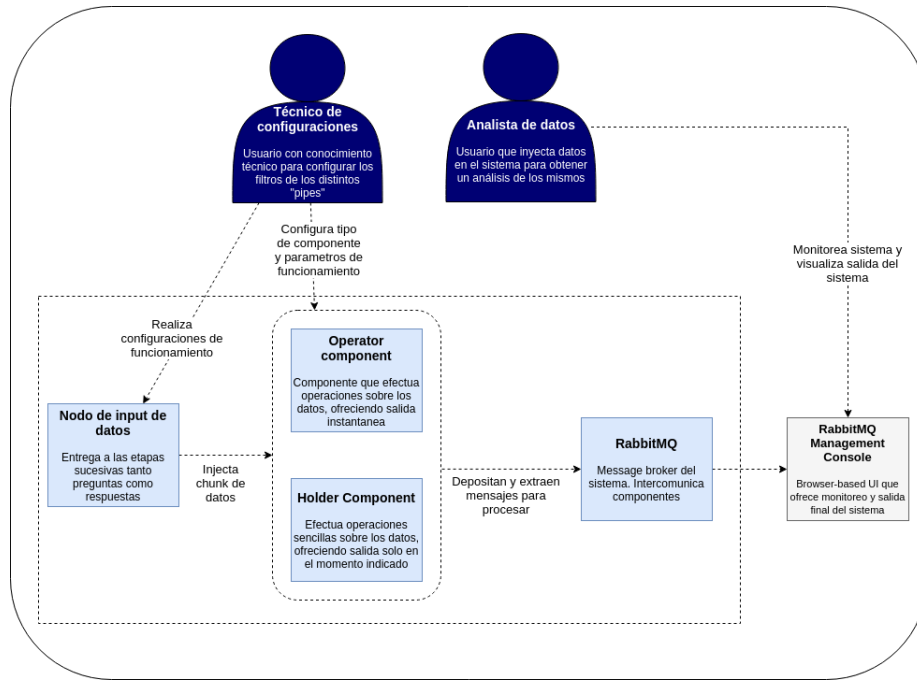 Técnico de
configuraciones
Usuario con conocimiento
técnico para configurar los
filtros de los distintos
"pipes"
Analista de datos
Usuario que inyecta datos
en el sistema para obtener
un análisis de los mismos
Configura tipo
de componente
y parametros de
funcionamiento
Monitorea sistema y
visualiza salida del
sistema
Realiza
configuraciones de
funcionamiento
Operator
component
Componente que efectua
operaciones sobre los
datos, ofreciendo salida
instantanea
Nodo de input de
datos
Entrega a las etapas
sucesivas tanto
preguntas como
respuestas
Injecta
chunk de
datos
Holder Component
Efectua operaciones
sencillas sobre los datos,
ofreciendo salida solo en
el momento indicado
Depositan y extraen
mensajes para
procesar
RabbitMQ
Message broker del
sistema. Intercomunica
componentes
RabbitMQ
Management
Console
Browser-based UI que
ofrece monitoreo y salida
final del sistema